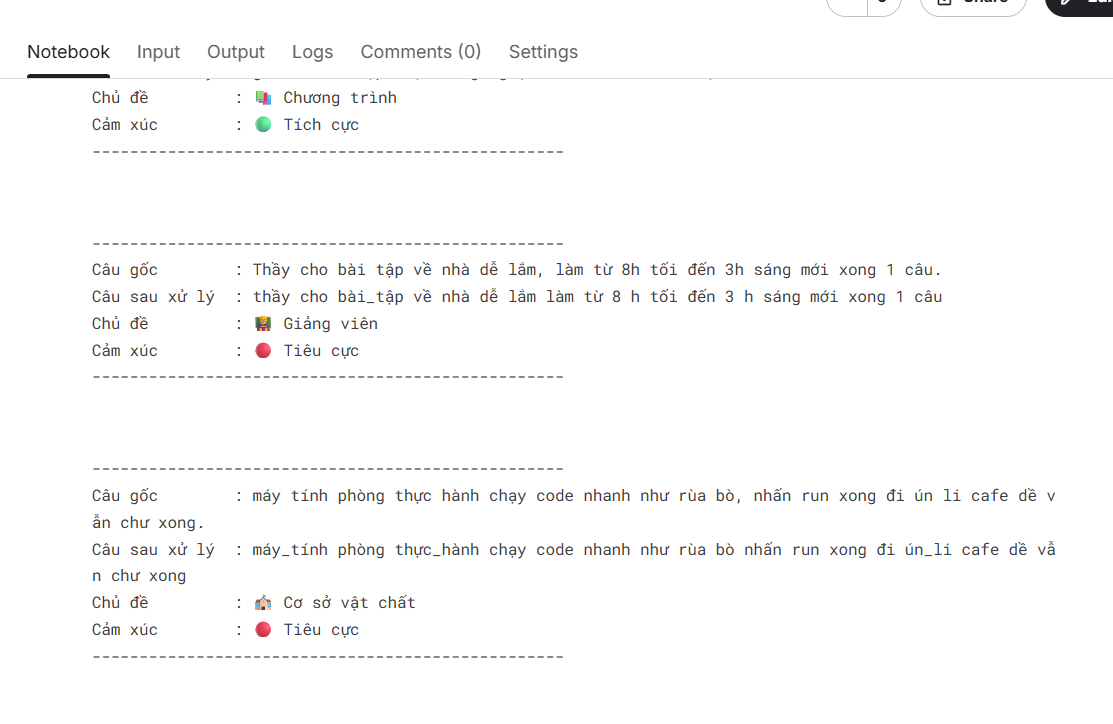 Share
Notebook Input Output Logs Comments (0) Settings
Chủ đề : 📚 Chương trình
Cảm xúc : 🟢 Tích cực
--------------------------------------------------
--------------------------------------------------
Câu gốc : Thầy cho bài tập về nhà dễ lắm, làm từ 8h tối đến 3h sáng mới xong 1 câu.
Câu sau xử lý : thầy cho bài_tập về nhà dễ lắm làm từ 8 h tối đến 3 h sáng mới xong 1 câu
Chủ đề : 👩‍🏫 Giảng viên
Cảm xúc : 🔴 Tiêu cực
--------------------------------------------------
--------------------------------------------------
Câu gốc : máy tính phòng thực hành chạy code nhanh như rùa bò, nhấn run xong đi ún li cafe dề v
ẫn chư xong.
Câu sau xử lý : máy_tính phòng thực_hành chạy code nhanh như rùa bò nhấn run xong đi ún_li cafe dề vẫ
n chư xong
Chủ đề : 🏫 Cơ sở vật chất
Cảm xúc : 🔴 Tiêu cực
--------------------------------------------------